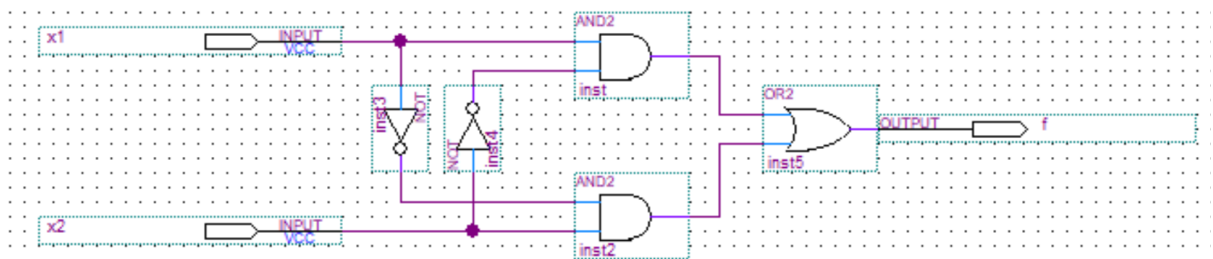 AND2
x1
INPUT
VCC
inst
inst3
NOT
NOT
inst4
OR2
OUTPUT
f
inst5
AND2
x2
INPUT
VCC
inst2